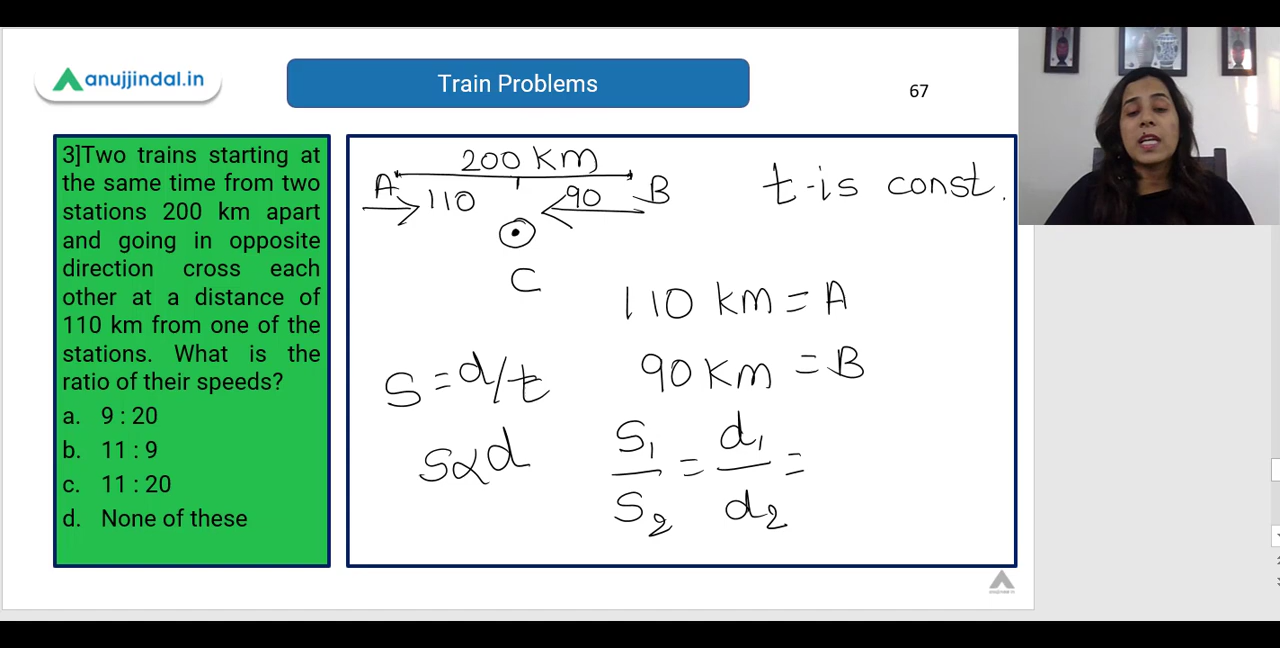 anujjindal.in
Train Problems
67
3]Two trains starting at
the same time from two
stations 200 km apart
and going in opposite
direction cross each
other at a distance of
110 km from one of the
stations. What is the
ratio of their speeds?
a. 9 : 20
b. 11 : 9
c. 11 : 20
d. None of these
200 KM
A 110 90 B
C
t-is const.
110 KM = A
90 KM = B
S = d/t
S∝d
S₁/S₂ = d₁/d₂ =